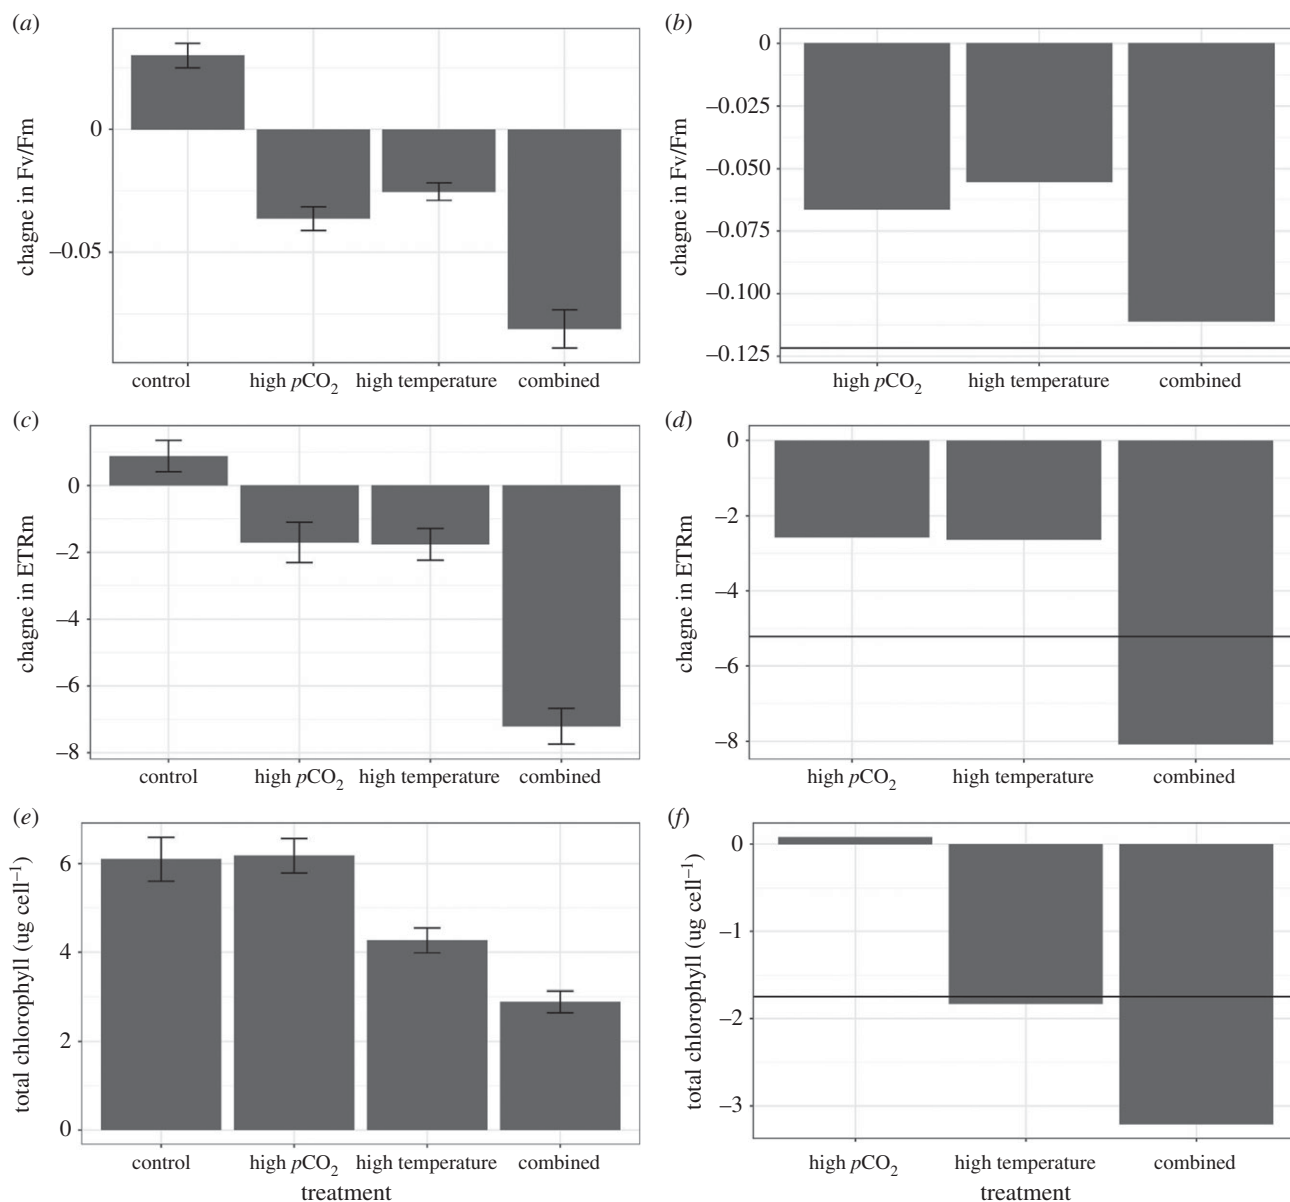 (a)
chagne in Fv/Fm
0
–0.05
control high pCO2 high temperature combined
(b)
chagne in Fv/Fm
0
–0.025
–0.050
–0.075
–0.100
–0.125
high pCO2 high temperature combined
(c)
chagne in ETRm
0
–2
–4
–6
–8
control high pCO2 high temperature combined
(d)
chagne in ETRm
0
–2
–4
–6
–8
high pCO2 high temperature combined
(e)
total chlorophyll (ug cell–1)
6
4
2
0
control high pCO2 high temperature combined
treatment
(f)
total chlorophyll (ug cell–1)
0
–1
–2
–3
high pCO2 high temperature combined
treatment